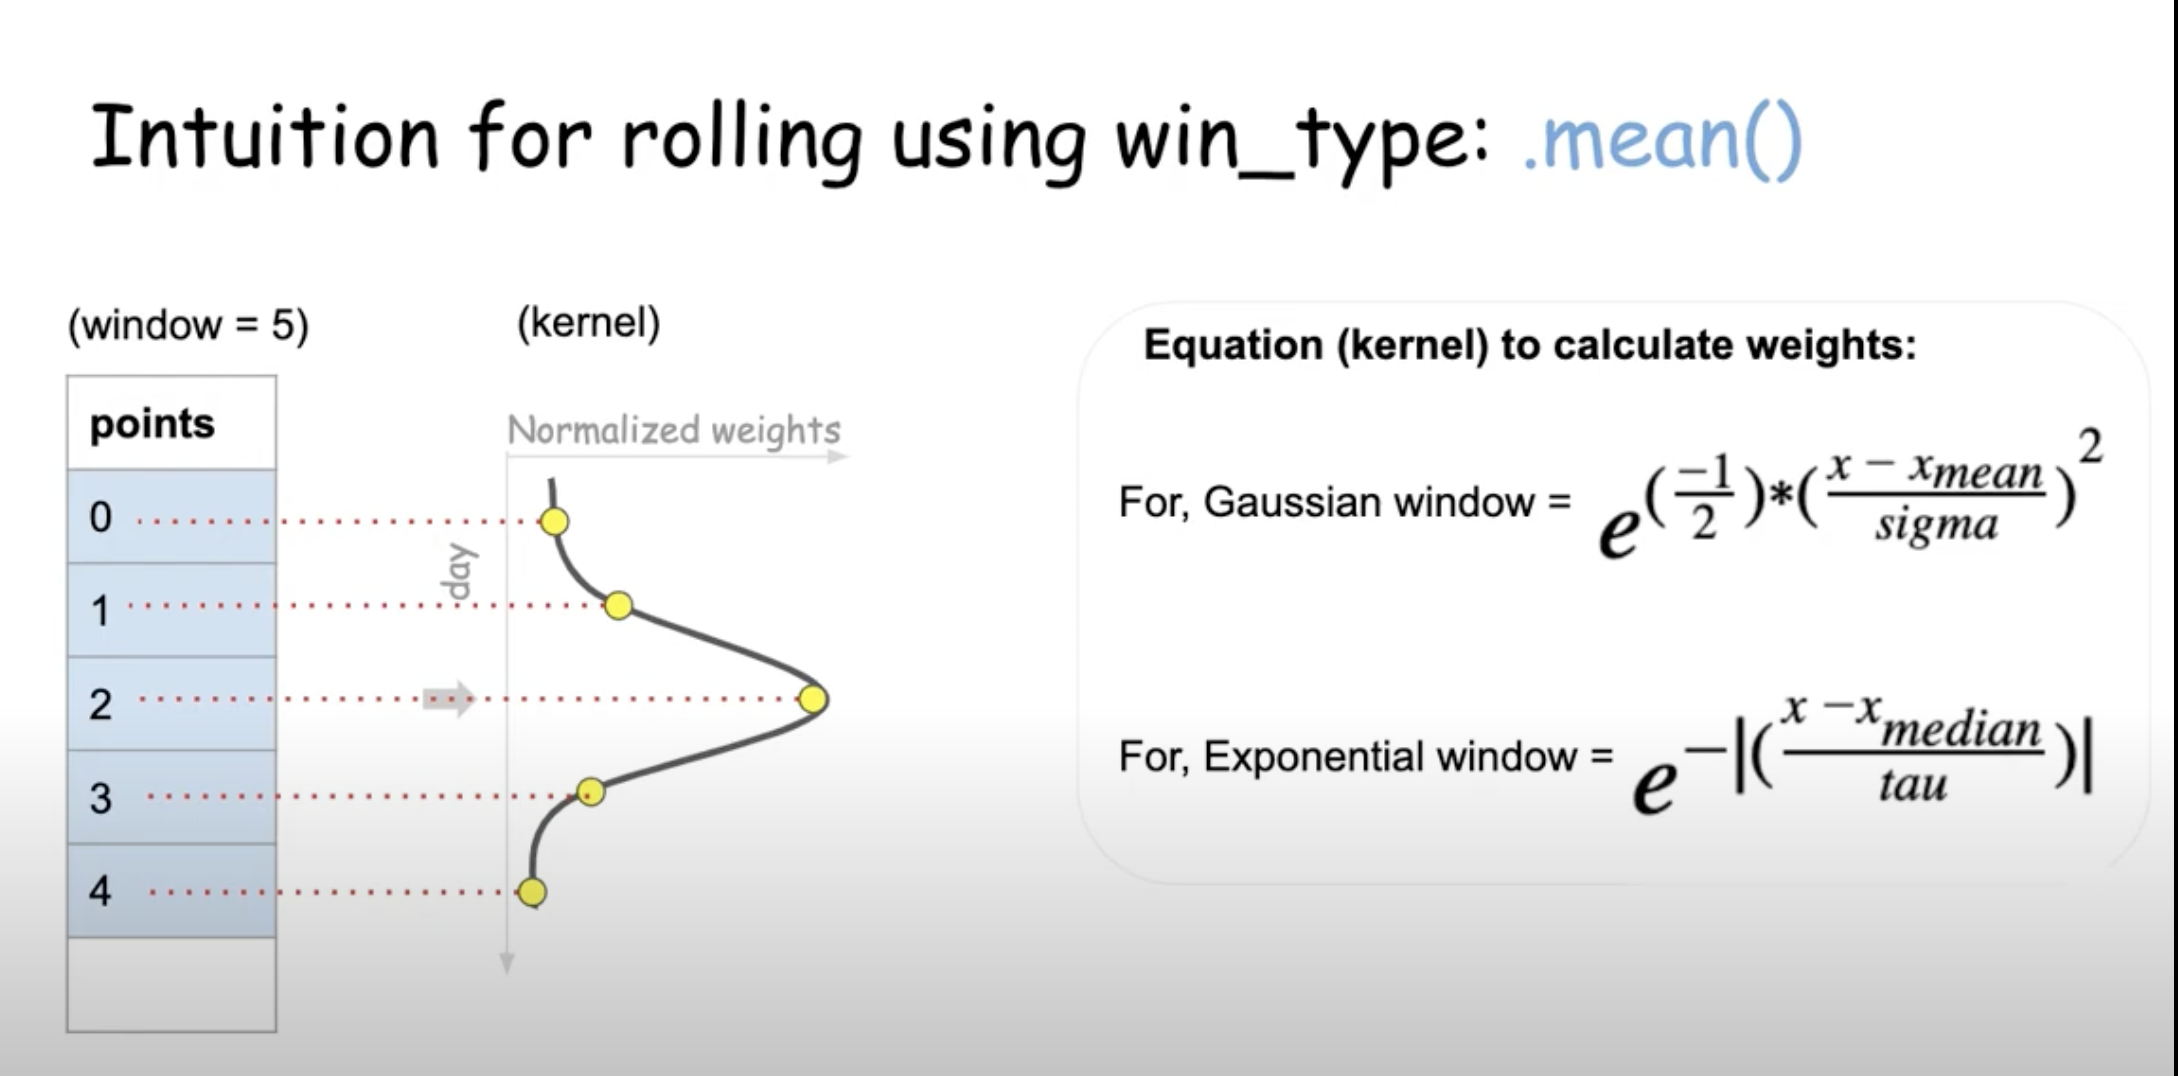 Intuition for rolling using win_type: .mean()
(window = 5)
(kernel)
points
0
1
2
3
4
Normalized weights
day
Equation (kernel) to calculate weights:
For, Gaussian window = e^{(\frac{-1}{2})*(\frac{x - x_{mean}}{sigma})^2}
For, Exponential window = e^{-|(\frac{x - x_{median}}{tau})|}